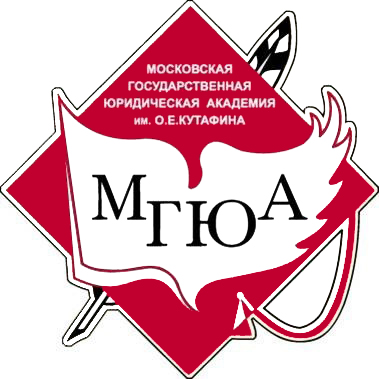 МОСКОВСКАЯ
ГОСУДАРСТВЕННАЯ
ЮРИДИЧЕСКАЯ АКАДЕМИЯ
им. О.Е.КУТАФИНА
МГЮА